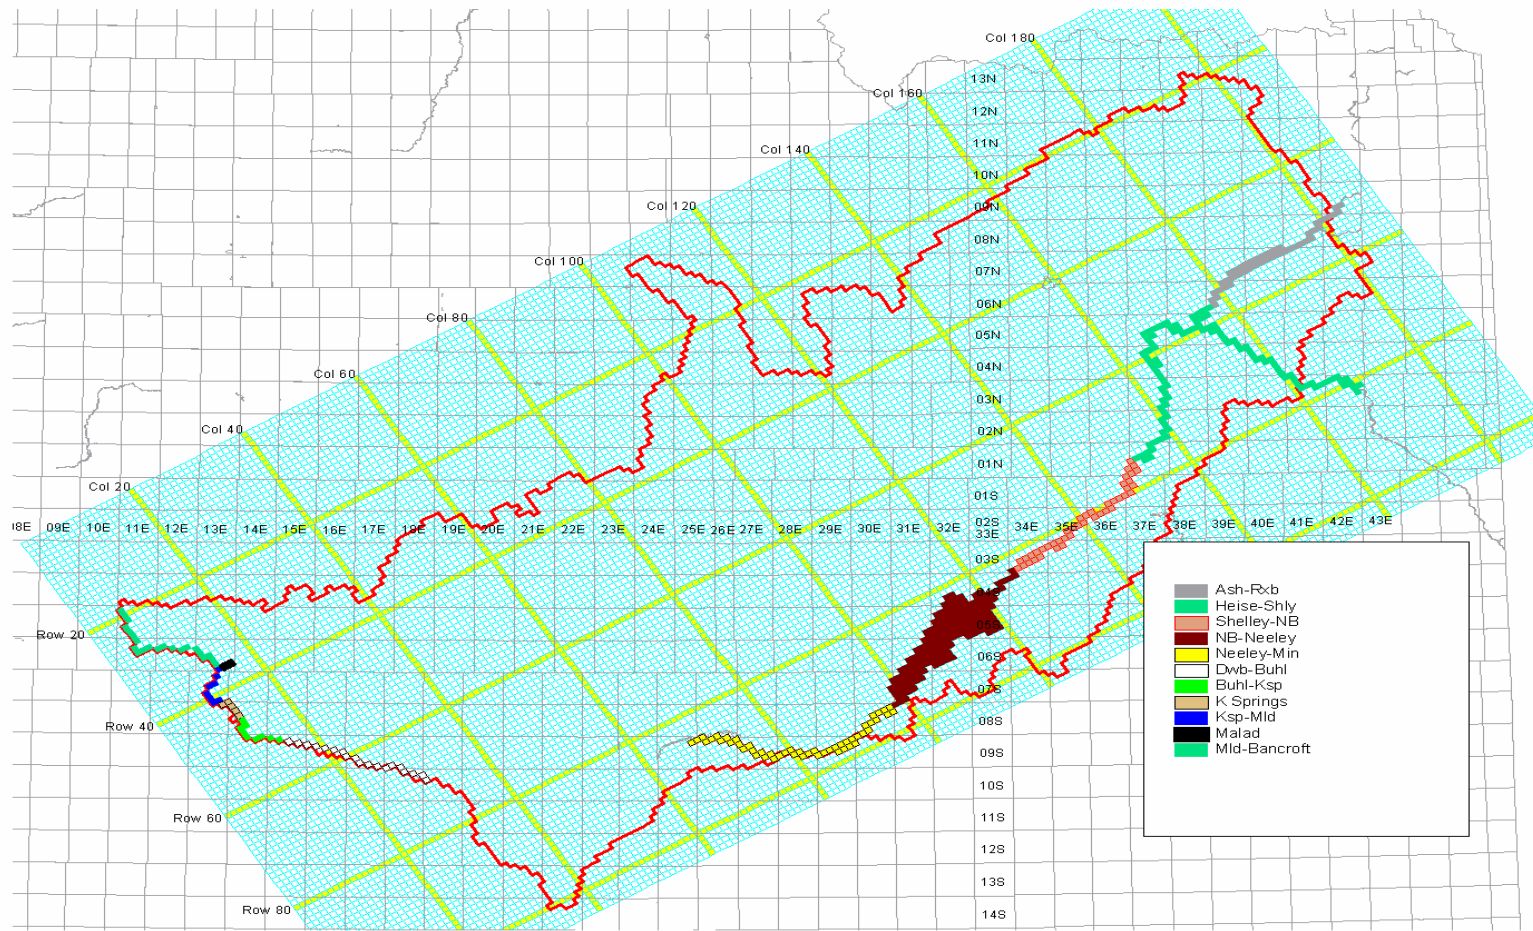 Col 180
Col 160
Col 140
Col 120
Col 100
Col 80
Col 60
Col 40
Col 20
13N
12N
11N
10N
09N
08N
07N
06N
05N
04N
03N
02N
01N
01S
02S
09E 10E 11E 12E 13E 14E 15E 16E 17E 18E 19E 20E 21E 22E 23E 24E 25E 26E 27E 28E 29E 30E 31E 32E 33E 34E 35E 36E 37E 38E 39E 40E 41E 42E 43E
03S
05S
06S
07S
08S
09S
10S
11S
12S
13S
14S
Row 20
Row 40
Row 60
Row 80
Ash-Rxb
Heise-Shly
Shelley-NB
NB-Neeley
Neeley-Min
Dwb-Buhl
Buhl-Ksp
K Springs
Ksp-Mld
Malad
Mld-Bancroft